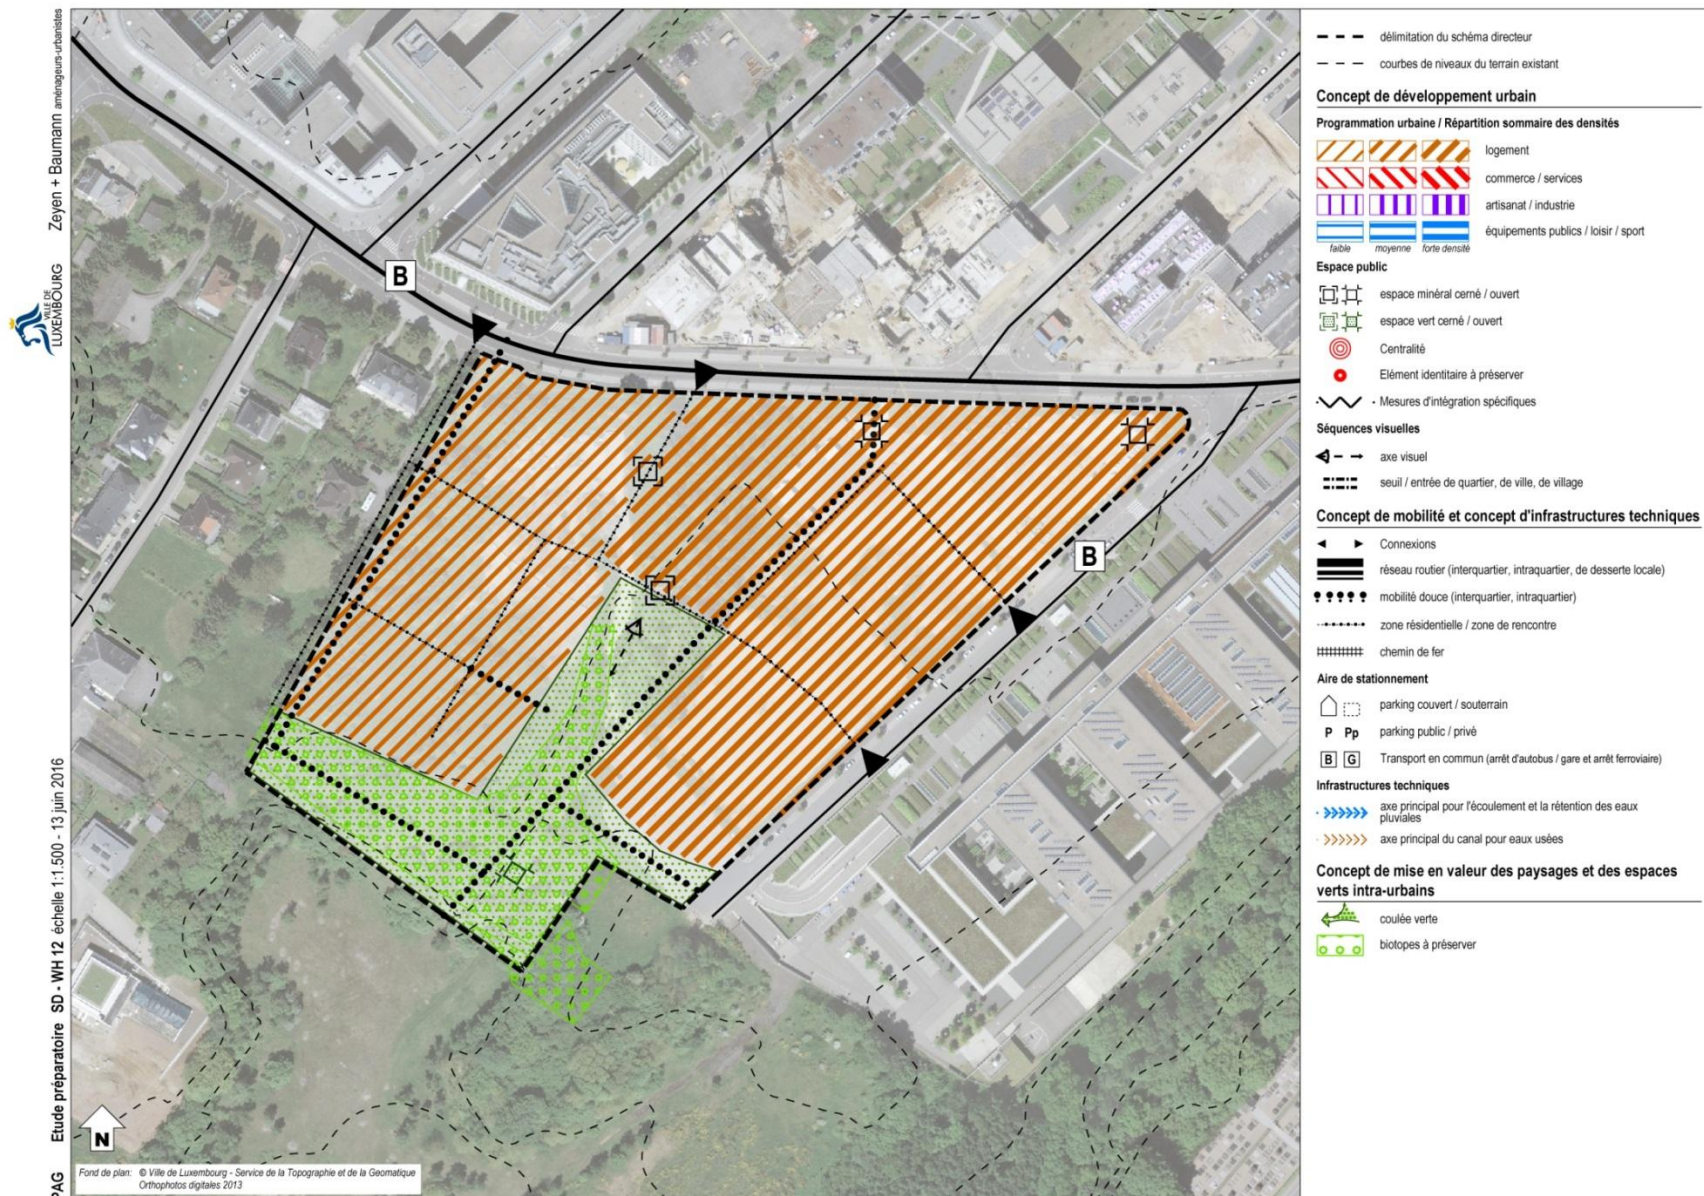 Zeyen + Baumann aménageurs-urbanistes
VILLE DE
LUXEMBOURG
Etude préparatoire SD - WH 12 échelle 1:1.500 - 13 juin 2016
PAG
B
B
N
Fond de plan: © Ville de Luxembourg - Service de la Topographie et de la Geomatique
Orthophotos digitales 2013
délimitation du schéma directeur
courbes de niveaux du terrain existant
Concept de développement urbain
Programmation urbaine / Répartition sommaire des densités
logement
commerce / services
artisanat / industrie
équipements publics / loisir / sport
faible moyenne forte densité
Espace public
espace minéral cerné / ouvert
espace vert cerné / ouvert
Centralité
Elément identitaire à préserver
Mesures d'intégration spécifiques
Séquences visuelles
axe visuel
seuil / entrée de quartier, de ville, de village
Concept de mobilité et concept d'infrastructures techniques
Connexions
réseau routier (interquartier, intraquartier, de desserte locale)
mobilité douce (interquartier, intraquartier)
zone résidentielle / zone de rencontre
chemin de fer
Aire de stationnement
parking couvert / souterrain
P Pp parking public / privé
B G Transport en commun (arrêt d'autobus / gare et arrêt ferroviaire)
Infrastructures techniques
axe principal pour l'écoulement et la rétention des eaux
pluviales
axe principal du canal pour eaux usées
Concept de mise en valeur des paysages et des espaces
verts intra-urbains
coulée verte
biotopes à préserver